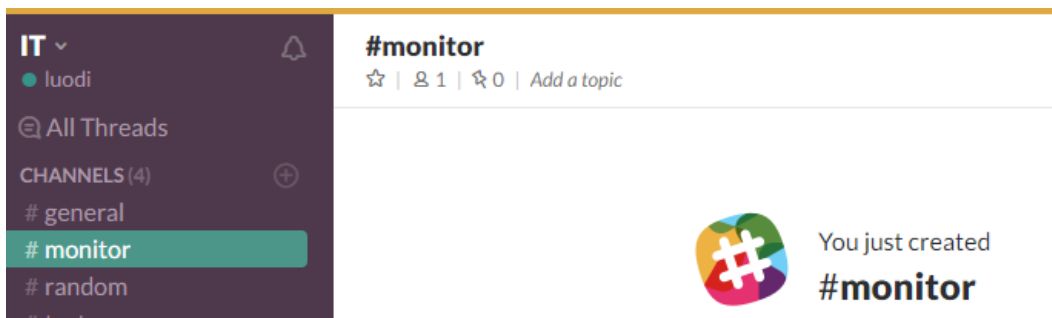 IT
luodi
All Threads
CHANNELS (4)
# general
# monitor
# random
#monitor
1 | 0 | Add a topic
You just created
#monitor